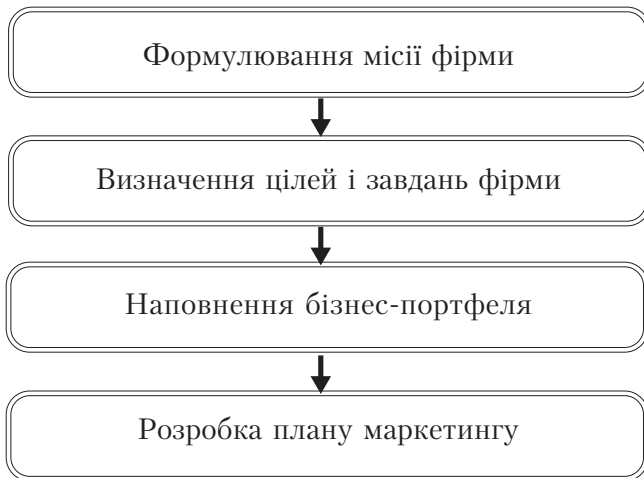 Формулювання місії фірми
Визначення цілей і завдань фірми
Наповнення бізнес-портфеля
Розробка плану маркетингу